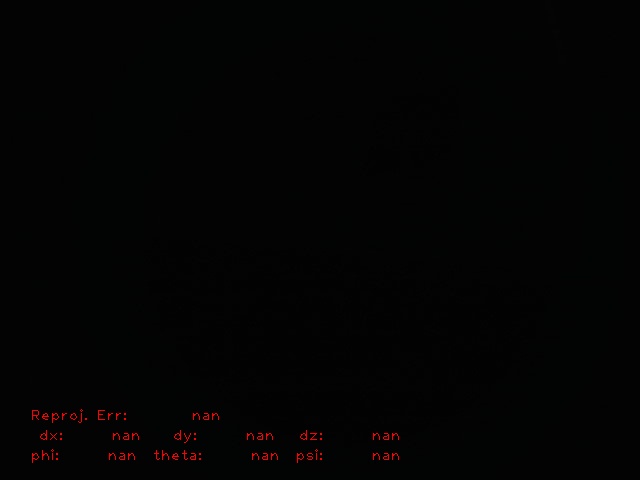 Reproj. Err: nan
dx: nan dy: nan dz: nan
phi: nan theta: nan psi: nan